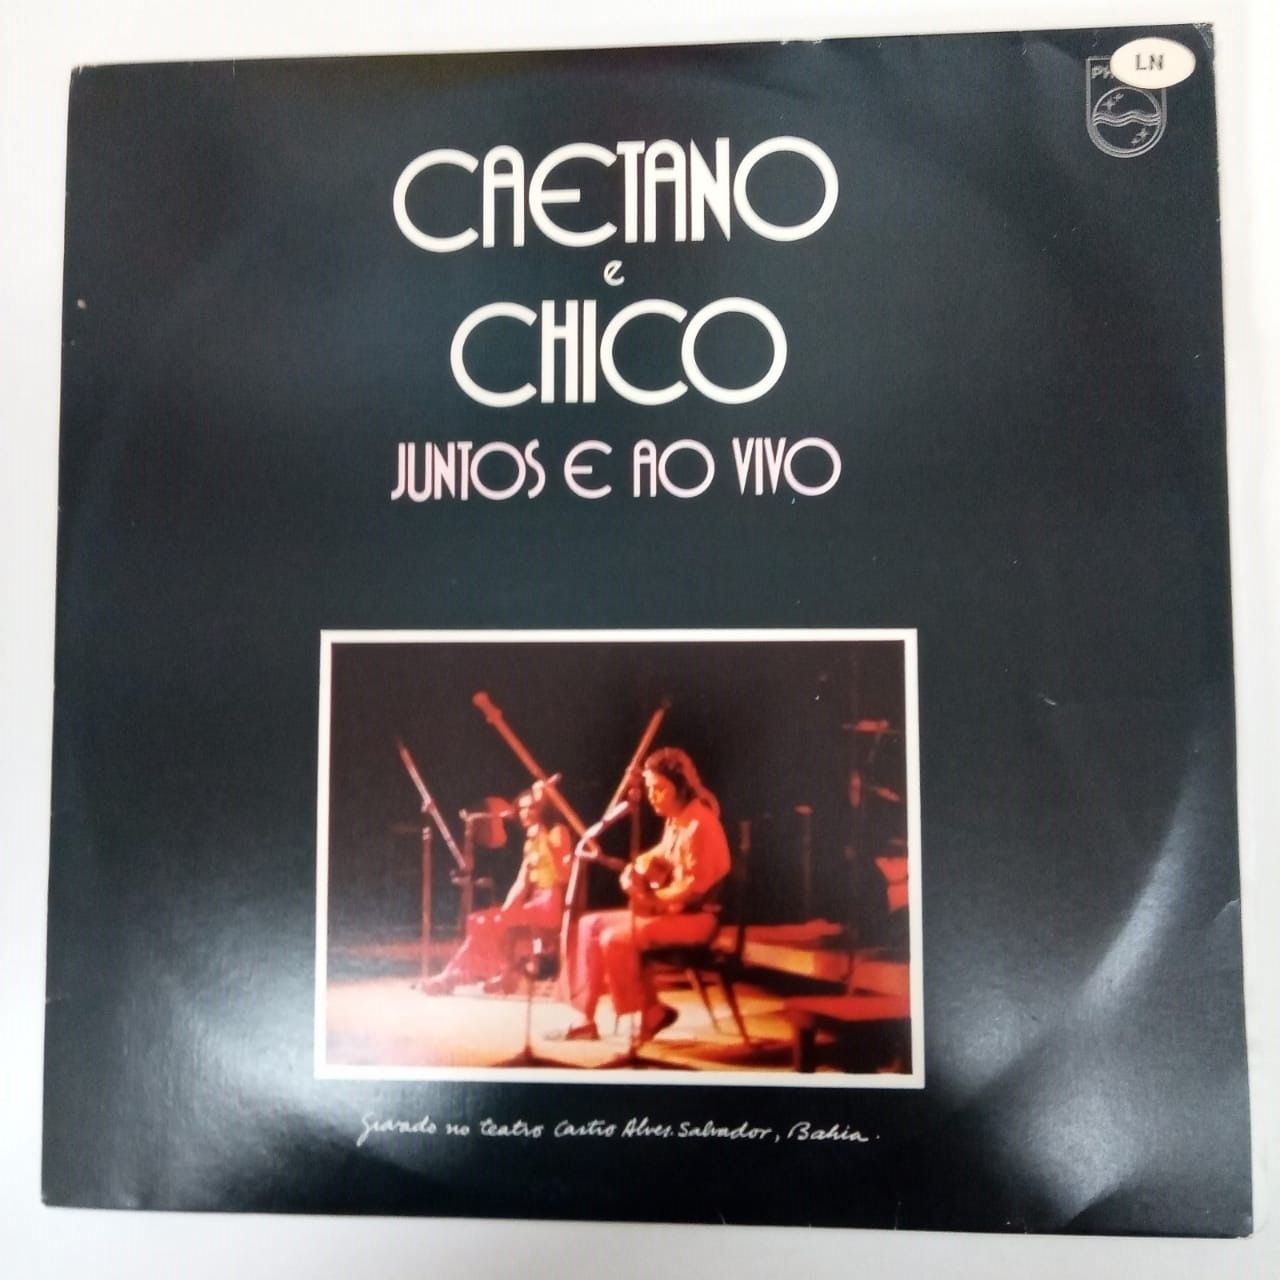 LN
CAETANO
e
CHICO
JUNTOS E AO VIVO
Gravado no teatro Castro Alves. Salvador, Bahia.